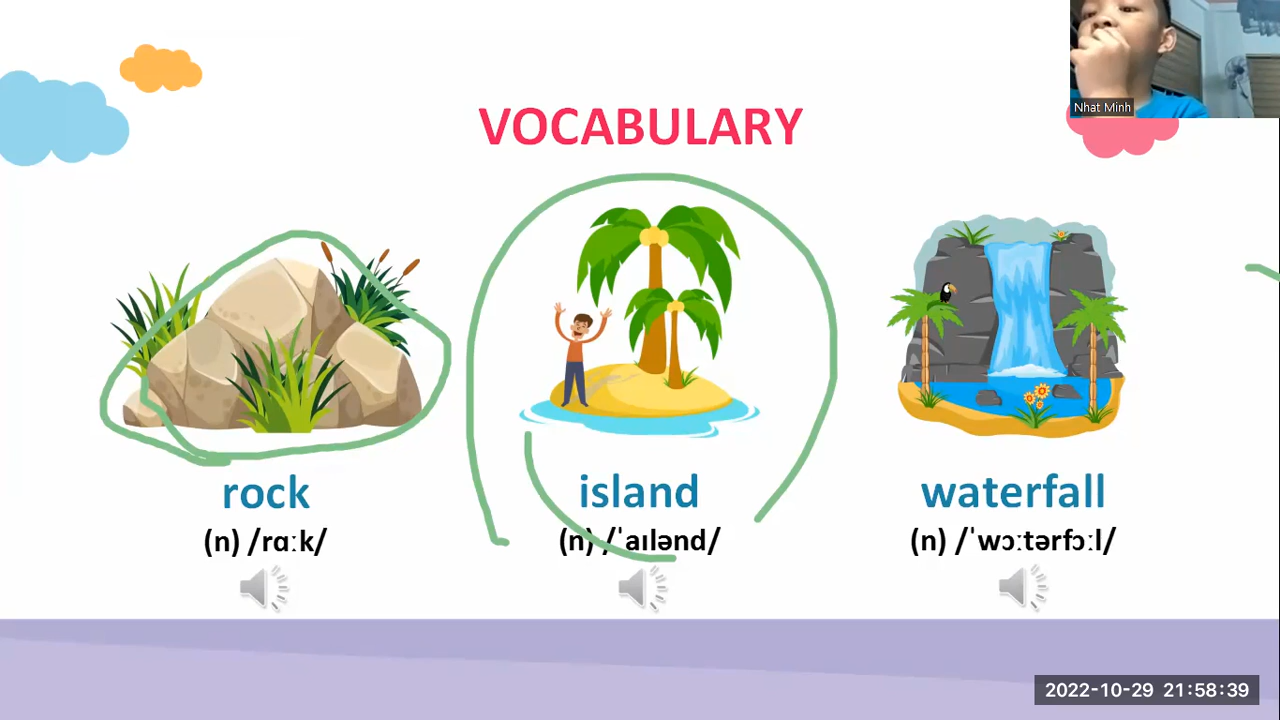 Nhat Minh
VOCABULARY
rock
(n) /rɑːk/
island
(n) /ˈaɪlənd/
waterfall
(n) /ˈwɔːtərfɔːl/
2022-10-29 21:58:39